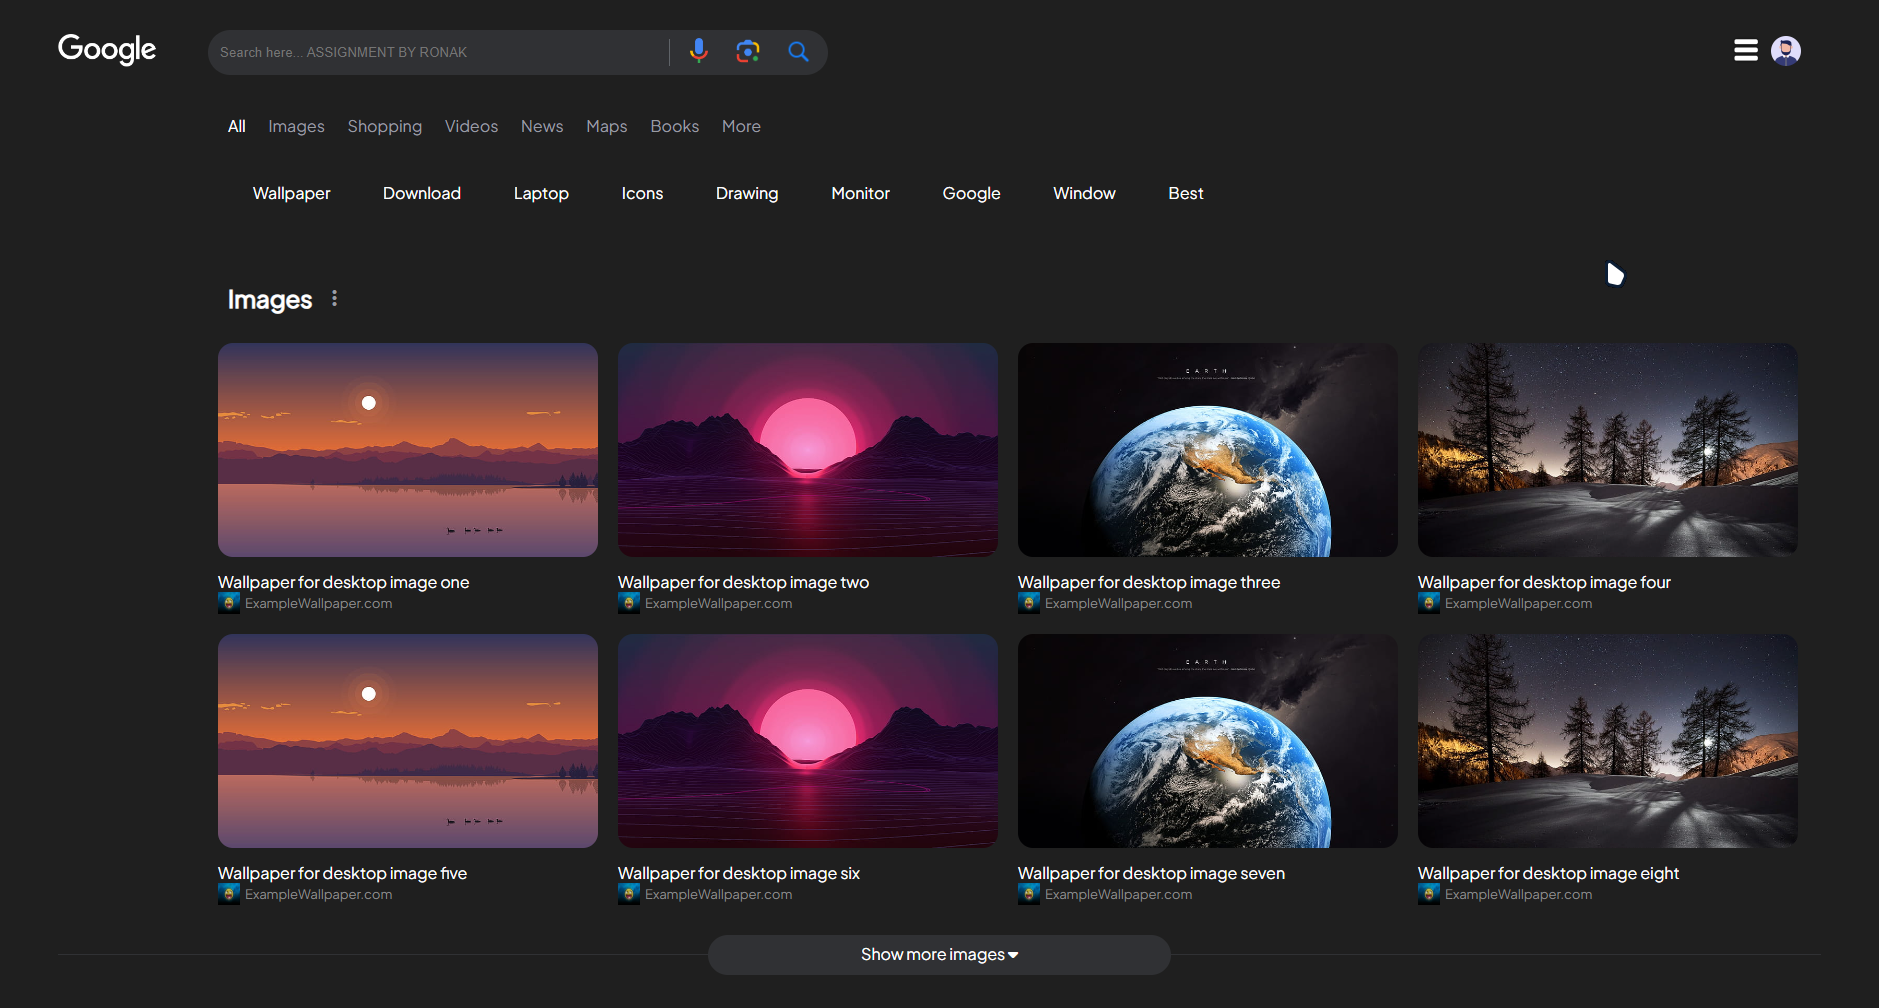 Google
Search here... ASSIGNMENT BY RONAK
All Images Shopping Videos News Maps Books More
Wallpaper Download Laptop Icons Drawing Monitor Google Window Best
Images
EARTH
Wallpaper for desktop image one
ExampleWallpaper.com
Wallpaper for desktop image two
ExampleWallpaper.com
Wallpaper for desktop image three
ExampleWallpaper.com
Wallpaper for desktop image four
ExampleWallpaper.com
EARTH
Wallpaper for desktop image five
ExampleWallpaper.com
Wallpaper for desktop image six
ExampleWallpaper.com
Wallpaper for desktop image seven
ExampleWallpaper.com
Wallpaper for desktop image eight
ExampleWallpaper.com
Show more images